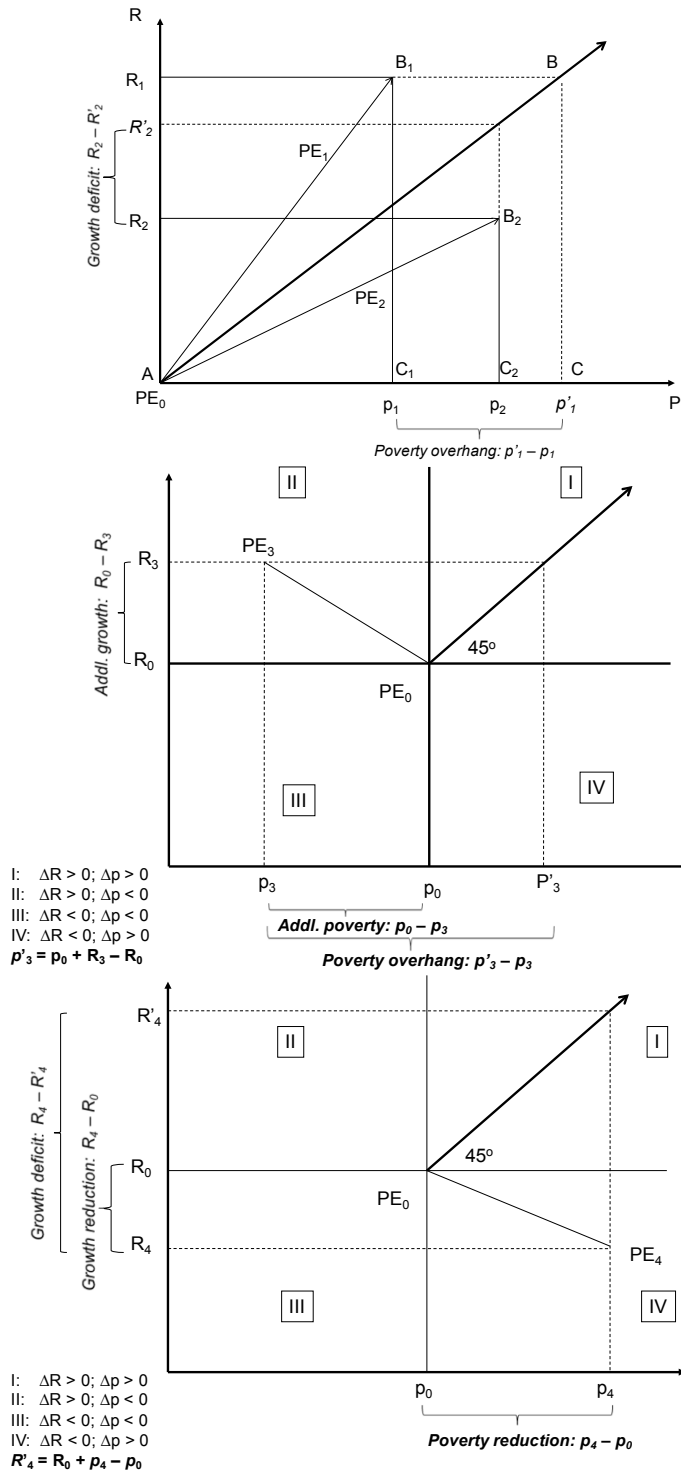 R
R₁
B₁
B
R'₂
PE₁
Growth deficit: R₂ – R'₂
R₂
B₂
PE₂
A
C₁
C₂
C
PE₀
p₁
p₂
p'₁
P
Poverty overhang: p'₁ – p₁
II
I
R₃
PE₃
Addl. growth: R₀ – R₃
45o
R₀
PE₀
III
IV
I: ΔR > 0; Δp > 0
II: ΔR > 0; Δp < 0
III: ΔR < 0; Δp < 0
IV: ΔR < 0; Δp > 0
p'₃ = p₀ + R₃ – R₀
p₃
p₀
P'₃
Addl. poverty: p₀ – p₃
Poverty overhang: p'₃ – p₃
R'₄
II
I
Growth deficit: R₄ – R'₄
Growth reduction: R₄ – R₀
R₀
45o
PE₀
R₄
PE₄
III
IV
I: ΔR > 0; Δp > 0
II: ΔR > 0; Δp < 0
III: ΔR < 0; Δp < 0
IV: ΔR < 0; Δp > 0
R'₄ = R₀ + p₄ – p₀
p₀
p₄
Poverty reduction: p₄ – p₀